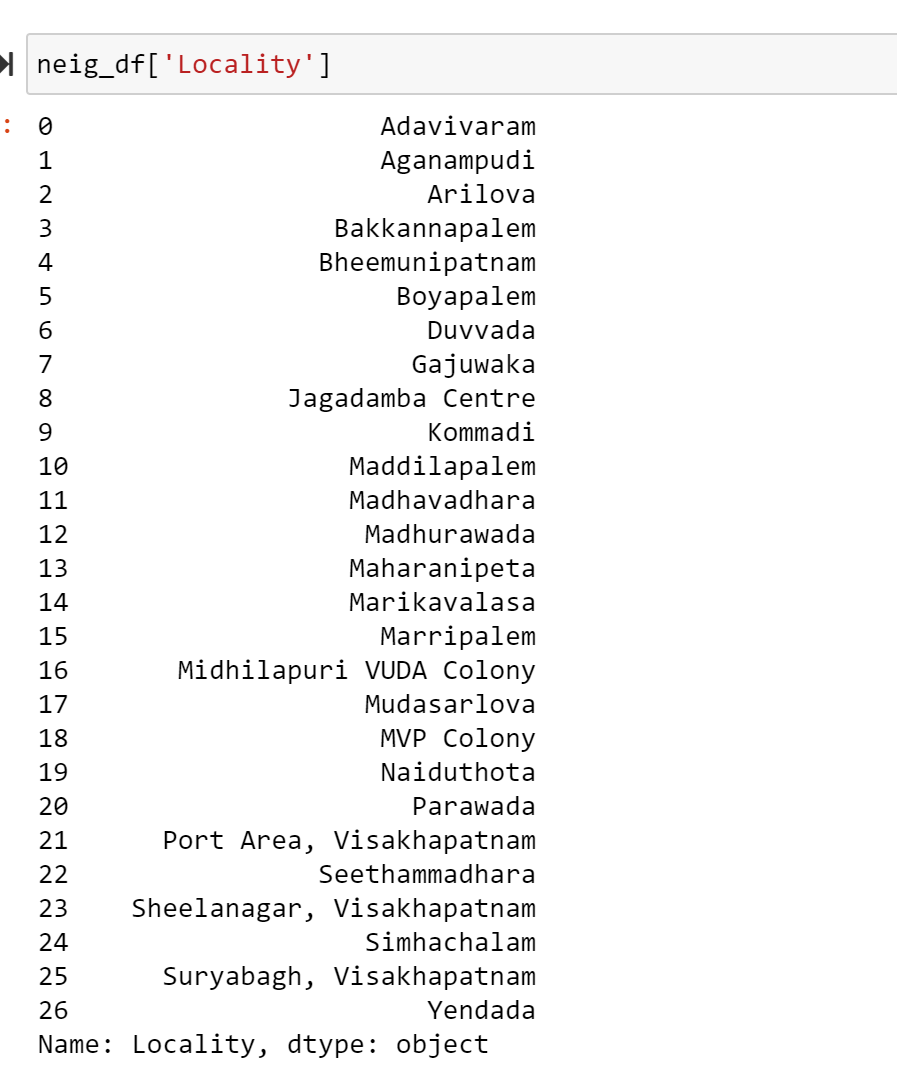 neig_df['Locality']
:
0 Adavivaram
1 Aganampudi
2 Arilova
3 Bakkannapalem
4 Bheemunipatnam
5 Boyapalem
6 Duvvada
7 Gajuwaka
8 Jagadamba Centre
9 Kommadi
10 Maddilapalem
11 Madhavadhara
12 Madhurawada
13 Maharanipeta
14 Marikavalasa
15 Marripalem
16 Midhilapuri VUDA Colony
17 Mudasarlova
18 MVP Colony
19 Naiduthota
20 Parawada
21 Port Area, Visakhapatnam
22 Seethammadhara
23 Sheelanagar, Visakhapatnam
24 Simhachalam
25 Suryabagh, Visakhapatnam
26 Yendada
Name: Locality, dtype: object